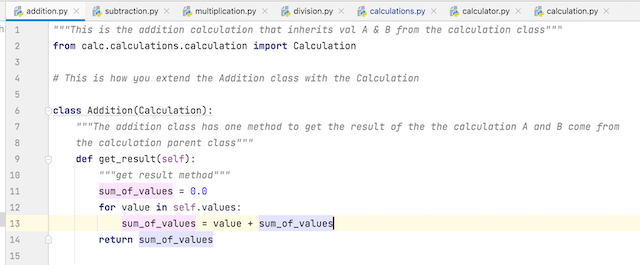 addition.py × subtraction.py × multiplication.py × division.py × calculations.py × calculator.py × calculation.py ×
1 """This is the addition calculation that inherits val A & B from the calculation class"""
2 from calc.calculations.calculation import Calculation
3
4 # This is how you extend the Addition class with the Calculation
5
6 class Addition(Calculation):
7 """The addition class has one method to get the result of the the calculation A and B come from
8 the calculation parent class"""
9 def get_result(self):
10 """get result method"""
11 sum_of_values = 0.0
12 for value in self.values:
13 sum_of_values = value + sum_of_values
14 return sum_of_values
15